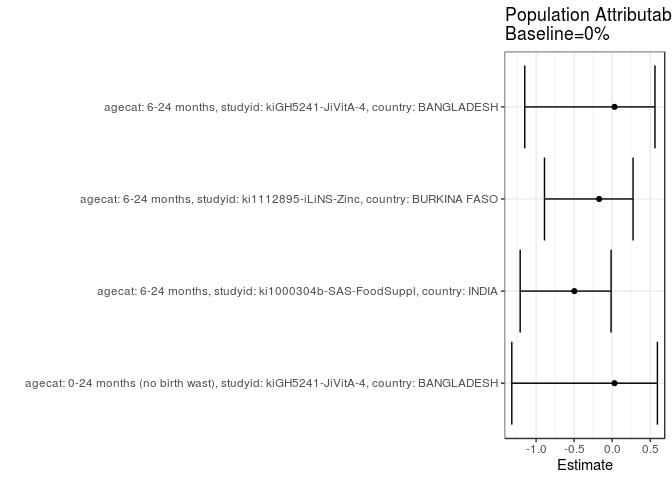 Population Attributab
Baseline=0%
agecat: 6-24 months, studyid: kiGH5241-JiVitA-4, country: BANGLADESH
agecat: 6-24 months, studyid: ki1112895-iLiNS-Zinc, country: BURKINA FASO
agecat: 6-24 months, studyid: ki1000304b-SAS-FoodSuppl, country: INDIA
agecat: 0-24 months (no birth wast), studyid: kiGH5241-JiVitA-4, country: BANGLADESH
-1.0 -0.5 0.0 0.5
Estimate